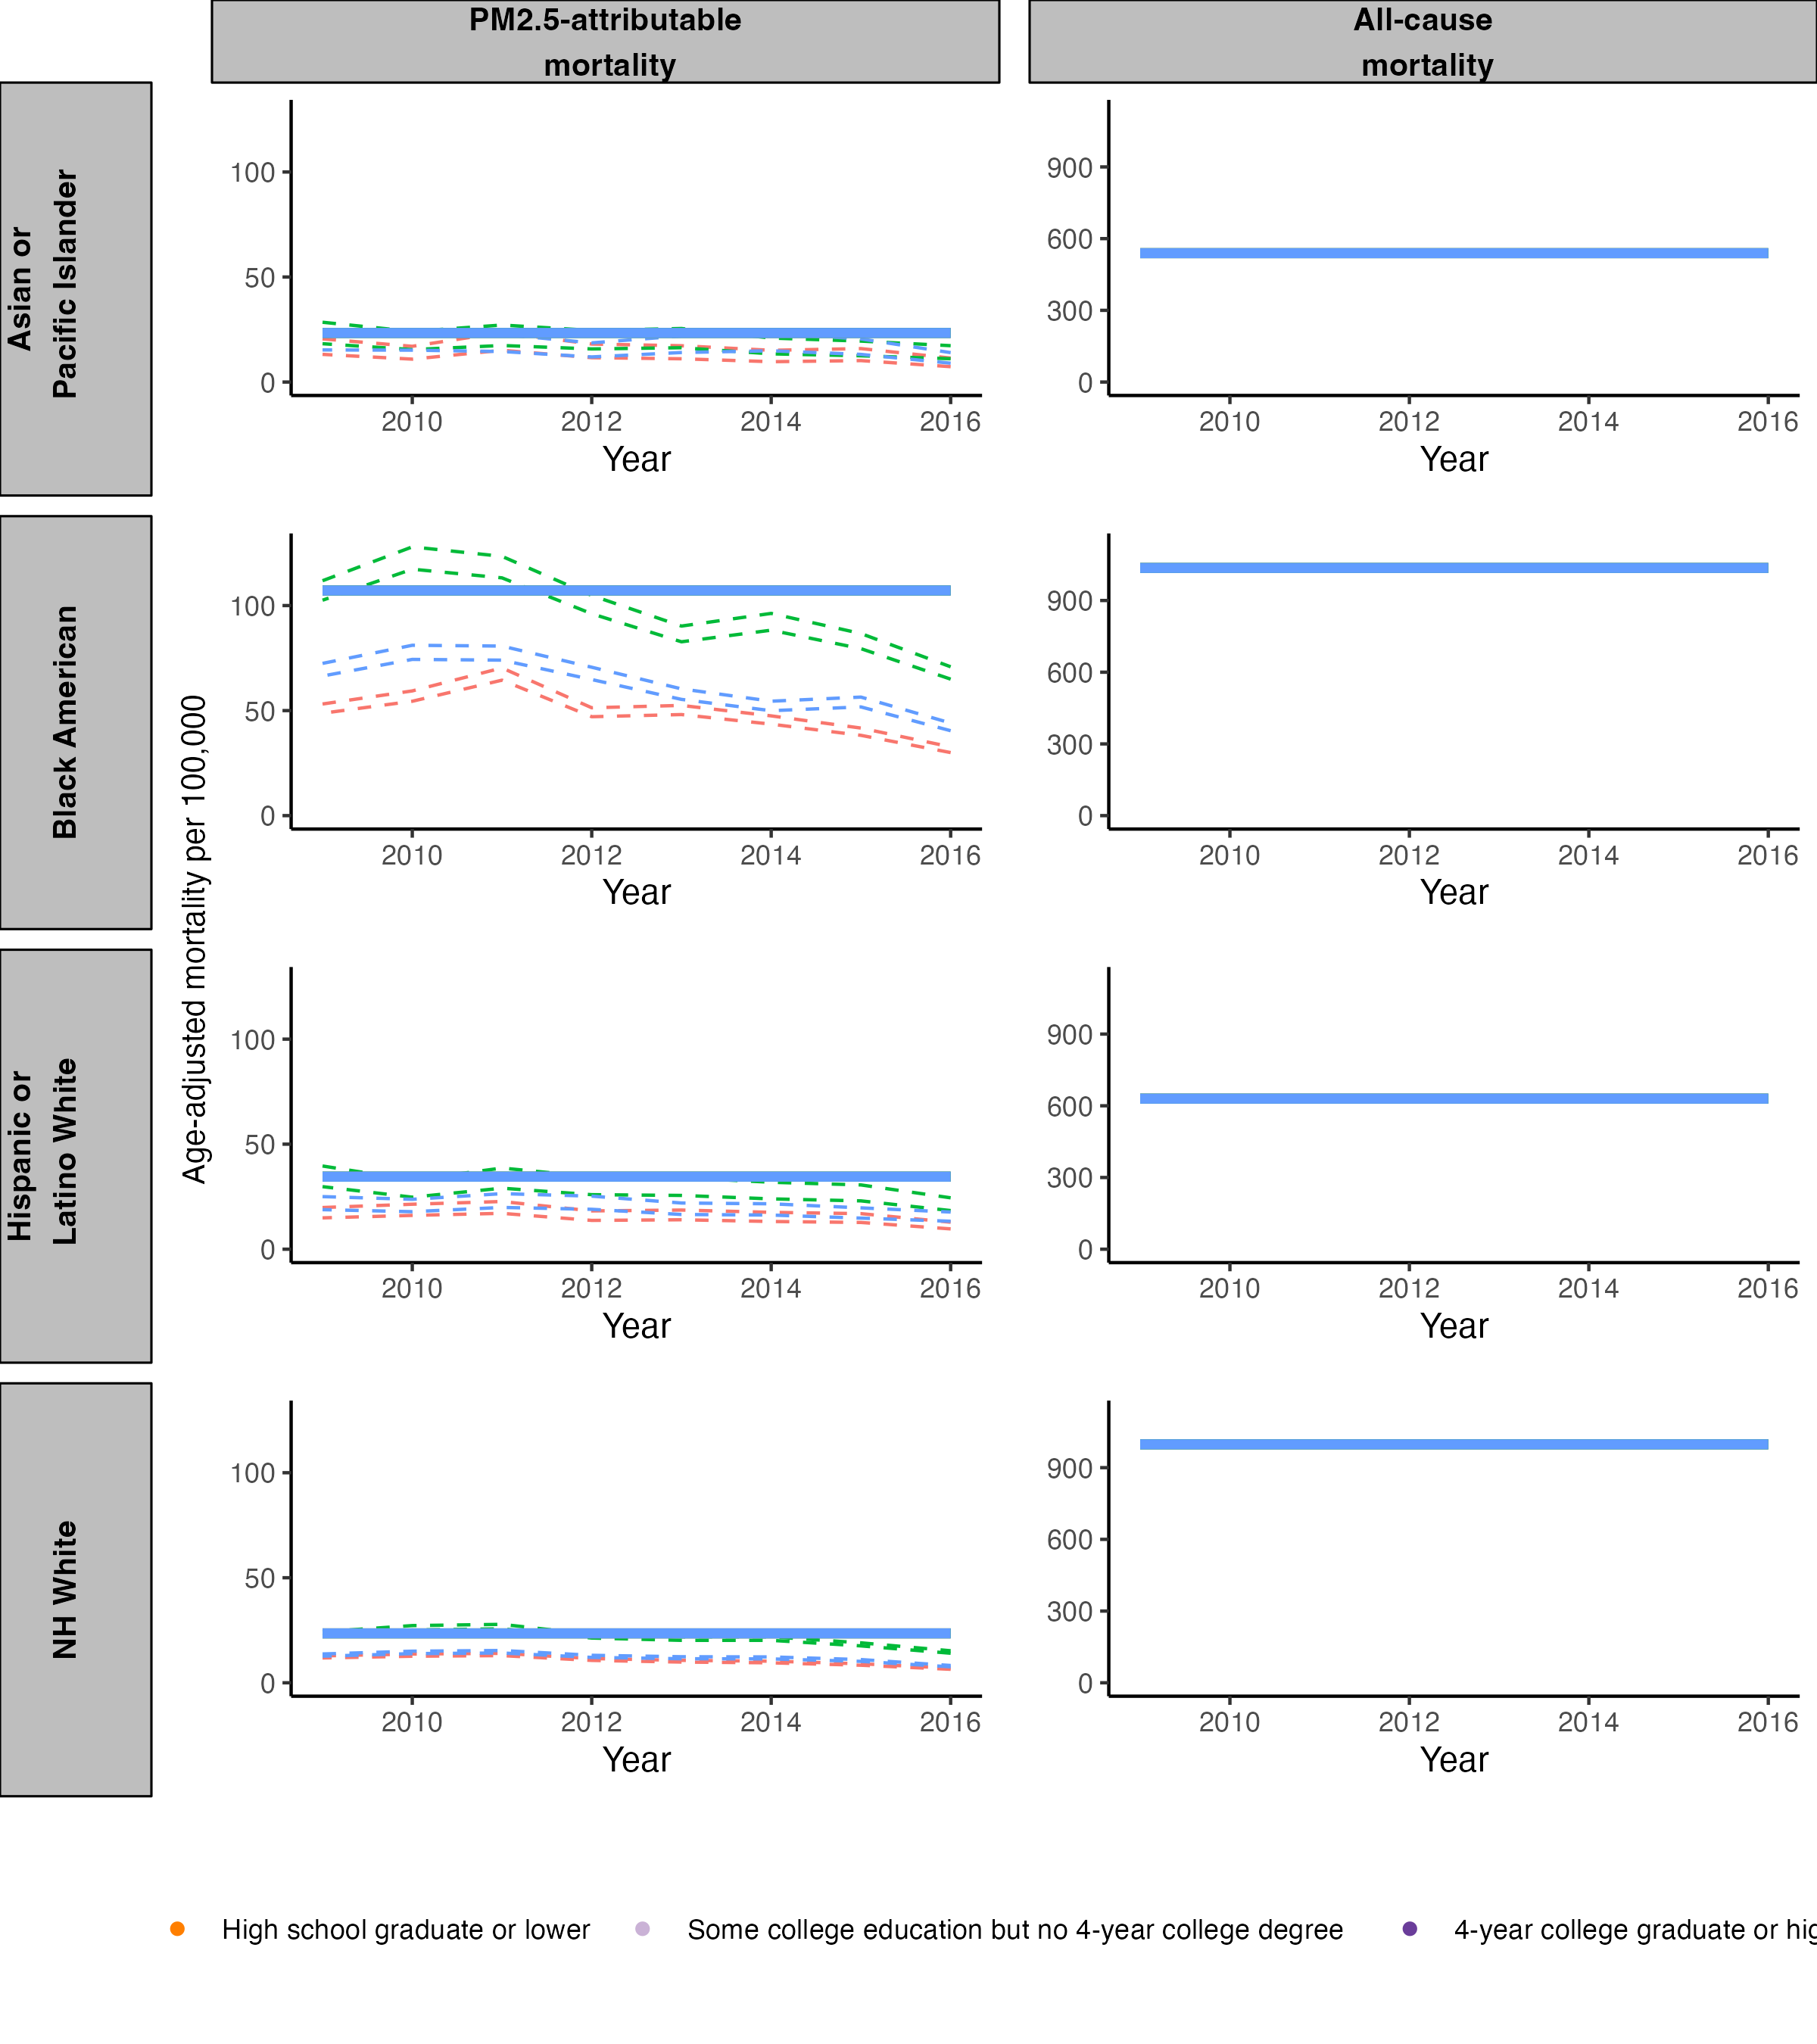 PM2.5-attributable
mortality
All-cause
mortality
Asian or
Pacific Islander
100
50
0
2010 2012 2014 2016
Year
900
600
300
0
2010 2012 2014 2016
Year
Black American
100
50
0
2010 2012 2014 2016
Year
900
600
300
0
2010 2012 2014 2016
Year
Age-adjusted mortality per 100,000
Hispanic or
Latino White
100
50
0
2010 2012 2014 2016
Year
900
600
300
0
2010 2012 2014 2016
Year
NH White
100
50
0
2010 2012 2014 2016
Year
900
600
300
0
2010 2012 2014 2016
Year
High school graduate or lower Some college education but no 4-year college degree 4-year college graduate or